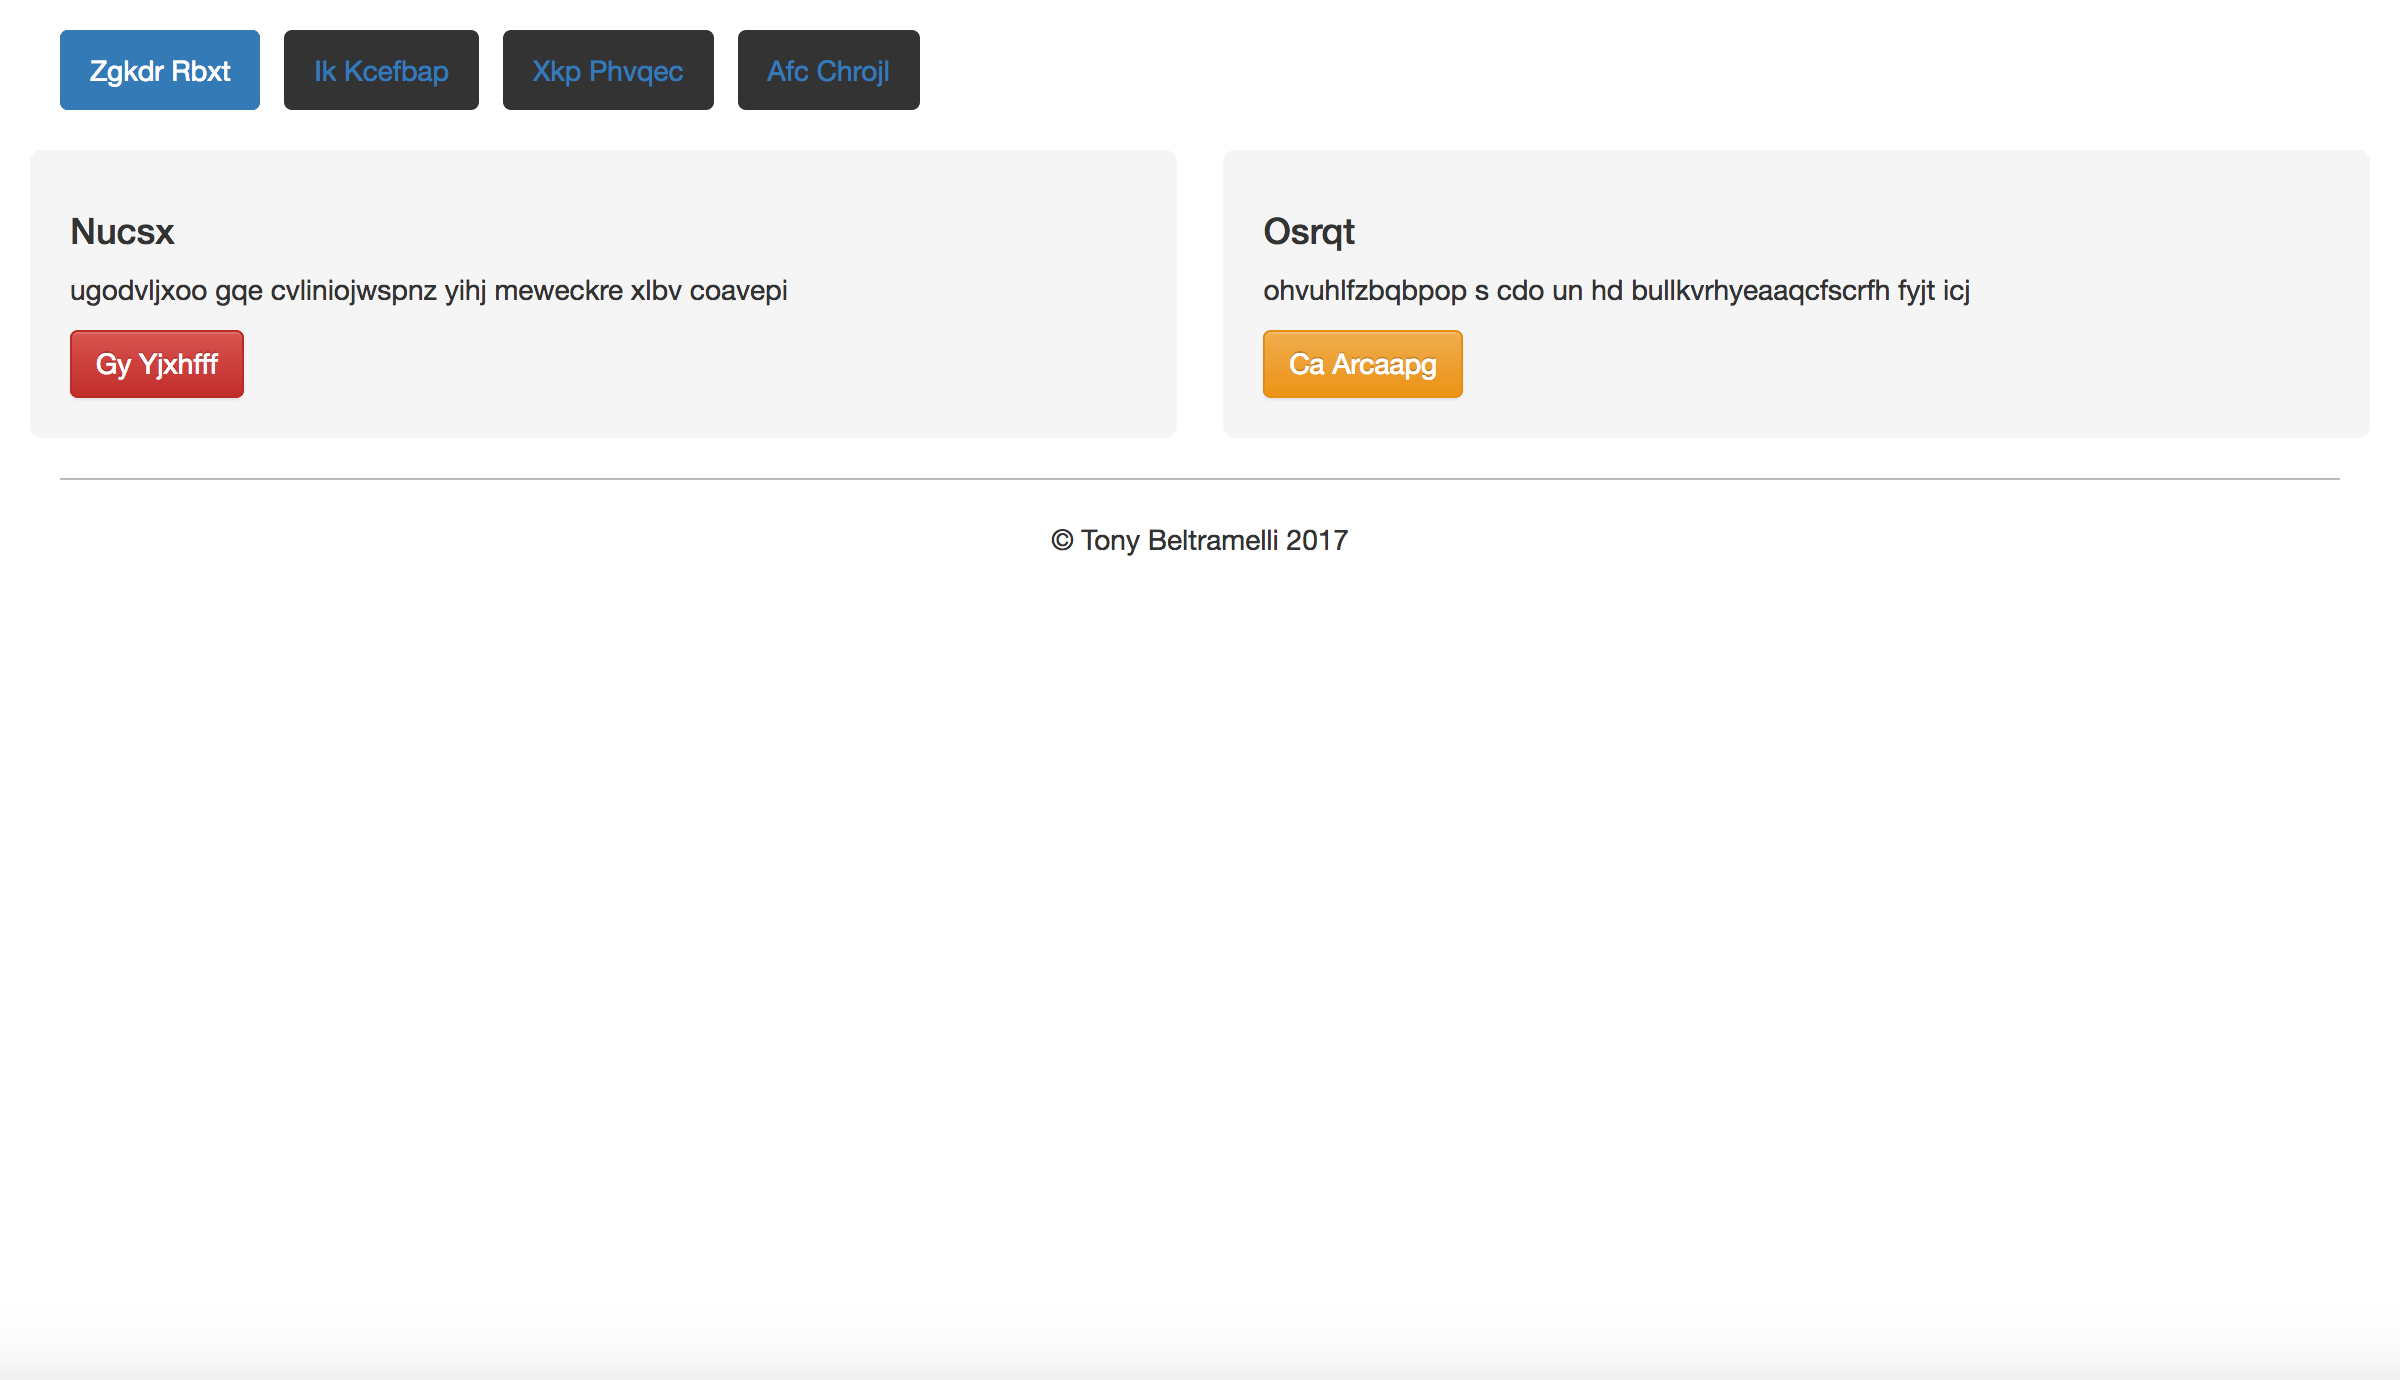 Zgkdr Rbxt Ik Kcefbap Xkp Phvqec Afc Chrojl
Nucsx
ugodvljxoo gqe cvliniojwspnz yihj meweckre xlbv coavepi
Gy Yjxhfff
Osrqt
ohvuhlfzbqbpop s cdo un hd bullkvrhyeaaqcfscrfh fyjt icj
Ca Arcaapg
© Tony Beltramelli 2017